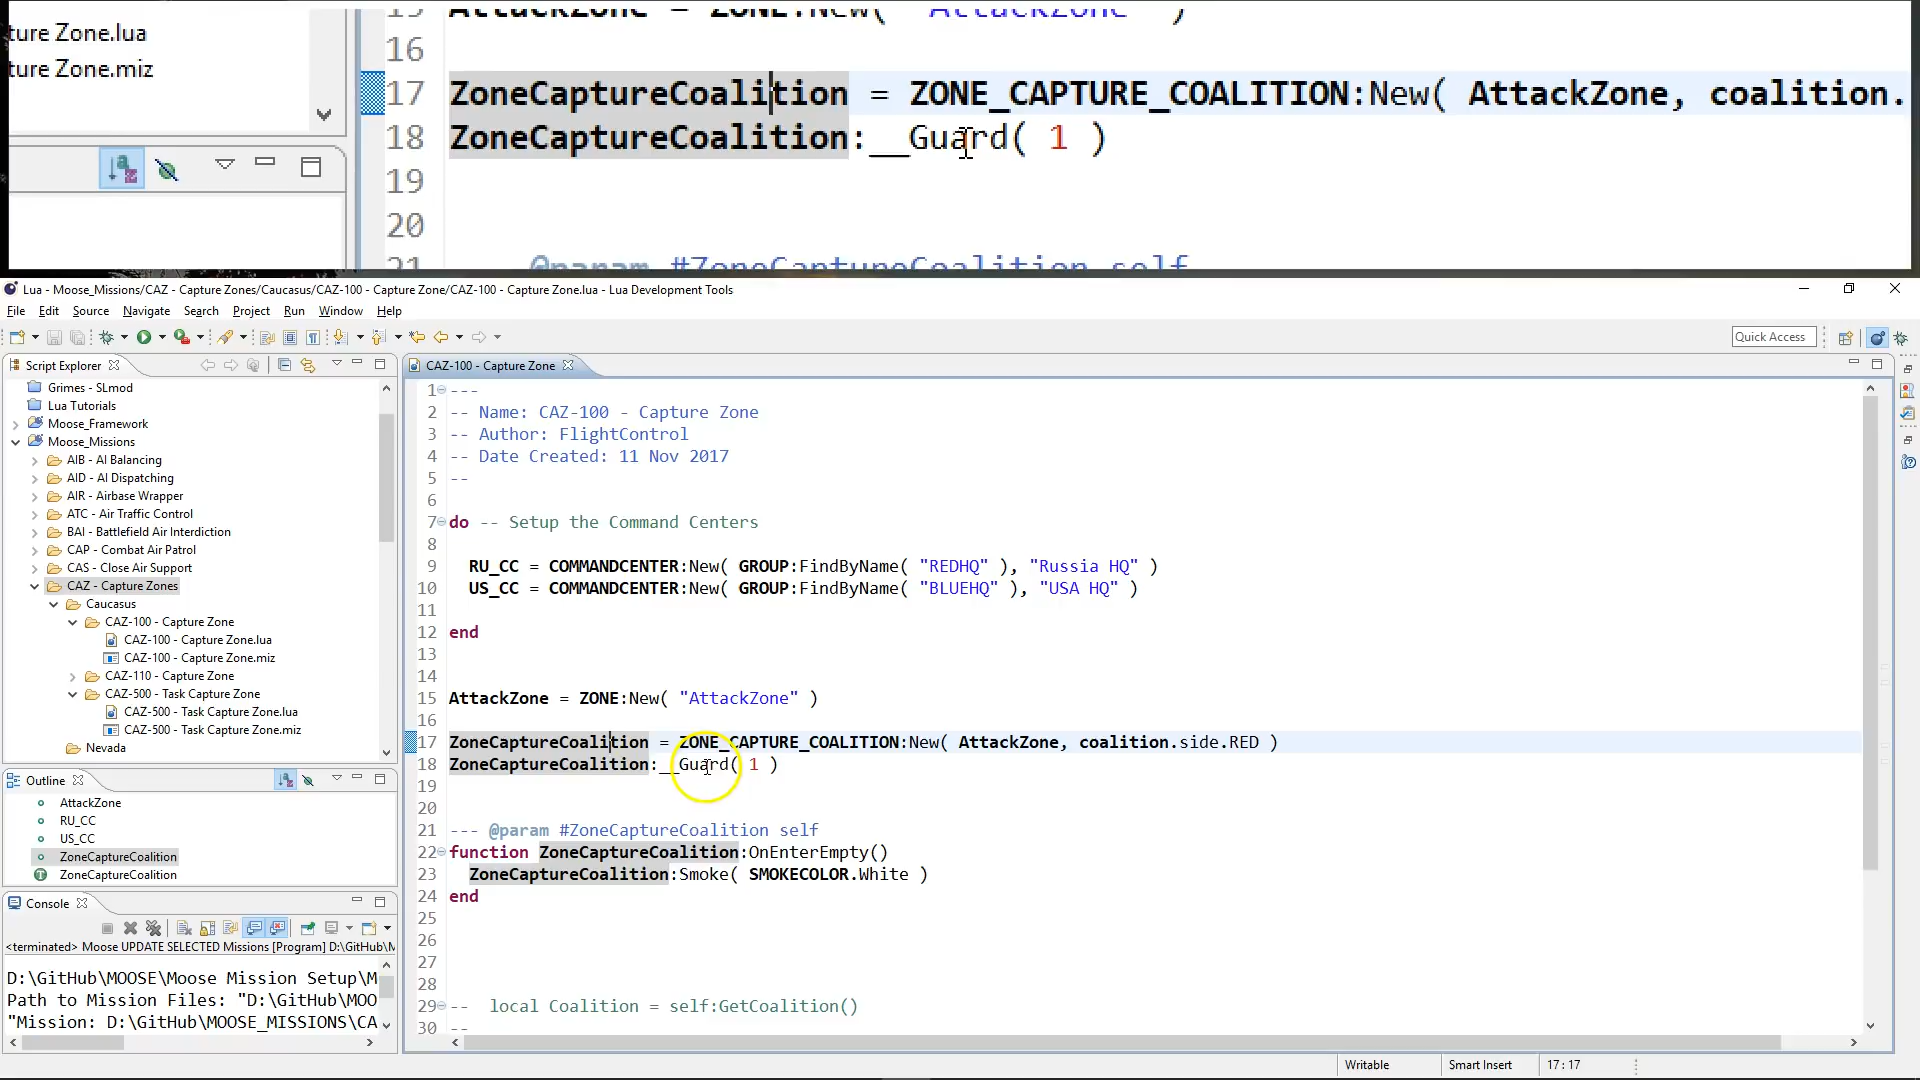 ture Zone.lua
ture Zone.miz
15 AttackZone = ZONE:New( "AttackZone" )
16
17 ZoneCaptureCoalition = ZONE_CAPTURE_COALITION:New( AttackZone, coalition.
18 ZoneCaptureCoalition:__Guard( 1 )
19
20
21 @param #ZoneCaptureCoalition self
Lua - Moose_Missions/CAZ - Capture Zones/Caucasus/CAZ-100 - Capture Zone/CAZ-100 - Capture Zone.lua - Lua Development Tools
File Edit Source Navigate Search Project Run Window Help
Quick Access
Script Explorer
Grimes - SLmod
Lua Tutorials
Moose_Framework
Moose_Missions
AIB - AI Balancing
AID - AI Dispatching
AIR - Airbase Wrapper
ATC - Air Traffic Control
BAI - Battlefield Air Interdiction
CAP - Combat Air Patrol
CAS - Close Air Support
CAZ - Capture Zones
Caucasus
CAZ-100 - Capture Zone
CAZ-100 - Capture Zone.lua
CAZ-100 - Capture Zone.miz
CAZ-110 - Capture Zone
CAZ-500 - Task Capture Zone
CAZ-500 - Task Capture Zone.lua
CAZ-500 - Task Capture Zone.miz
Nevada
Outline
AttackZone
RU_CC
US_CC
ZoneCaptureCoalition
ZoneCaptureCoalition
Console
<terminated> Moose UPDATE SELECTED Missions [Program] D:\GitHub\M
D:\GitHub\MOOSE\Moose Mission Setup\M
Path to Mission Files: "D:\GitHub\MOO
"Mission: D:\GitHub\MOOSE_MISSIONS\CA
CAZ-100 - Capture Zone
1 ---
2 -- Name: CAZ-100 - Capture Zone
3 -- Author: FlightControl
4 -- Date Created: 11 Nov 2017
5 --
6
7 do -- Setup the Command Centers
8
9 RU_CC = COMMANDCENTER:New( GROUP:FindByName( "REDHQ" ), "Russia HQ" )
10 US_CC = COMMANDCENTER:New( GROUP:FindByName( "BLUEHQ" ), "USA HQ" )
11
12 end
13
14
15 AttackZone = ZONE:New( "AttackZone" )
16
17 ZoneCaptureCoalition = ZONE_CAPTURE_COALITION:New( AttackZone, coalition.side.RED )
18 ZoneCaptureCoalition:__Guard( 1 )
19
20
21 --- @param #ZoneCaptureCoalition self
22 function ZoneCaptureCoalition:OnEnterEmpty()
23 ZoneCaptureCoalition:Smoke( SMOKECOLOR.White )
24 end
25
26
27
28
29 -- local Coalition = self:GetCoalition()
30 --
Writable Smart Insert 17 : 17